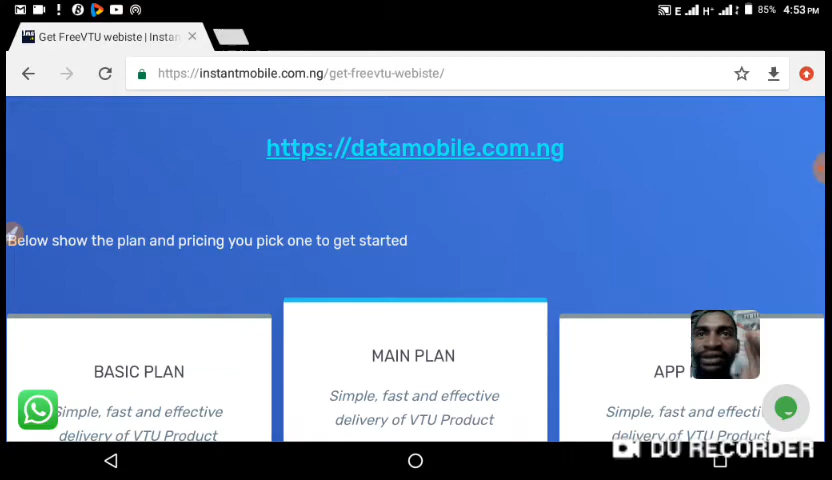 85% 4:53 PM
Get FreeVTU webiste | Instan
https://instantmobile.com.ng/get-freevtu-webiste/
https://datamobile.com.ng
Below show the plan and pricing you pick one to get started
BASIC PLAN
MAIN PLAN
APP
Simple, fast and effective
delivery of VTU Product
Simple, fast and effective
delivery of VTU Product
Simple, fast and effecti
delivery of VTU Product
DU RECORDER